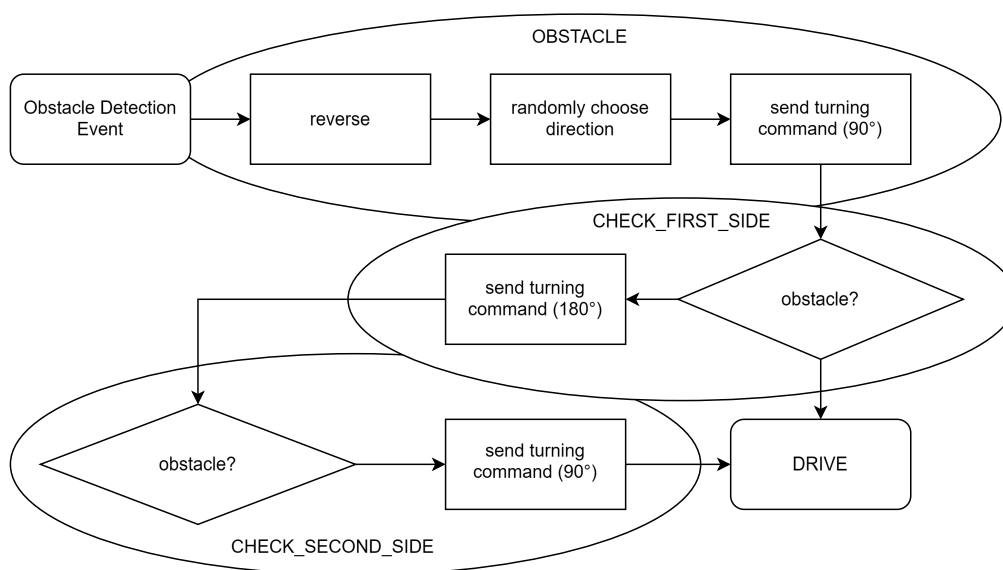 OBSTACLE
Obstacle Detection
Event
reverse
randomly choose
direction
send turning
command (90°)
CHECK_FIRST_SIDE
send turning
command (180°)
obstacle?
obstacle?
send turning
command (90°)
DRIVE
CHECK_SECOND_SIDE